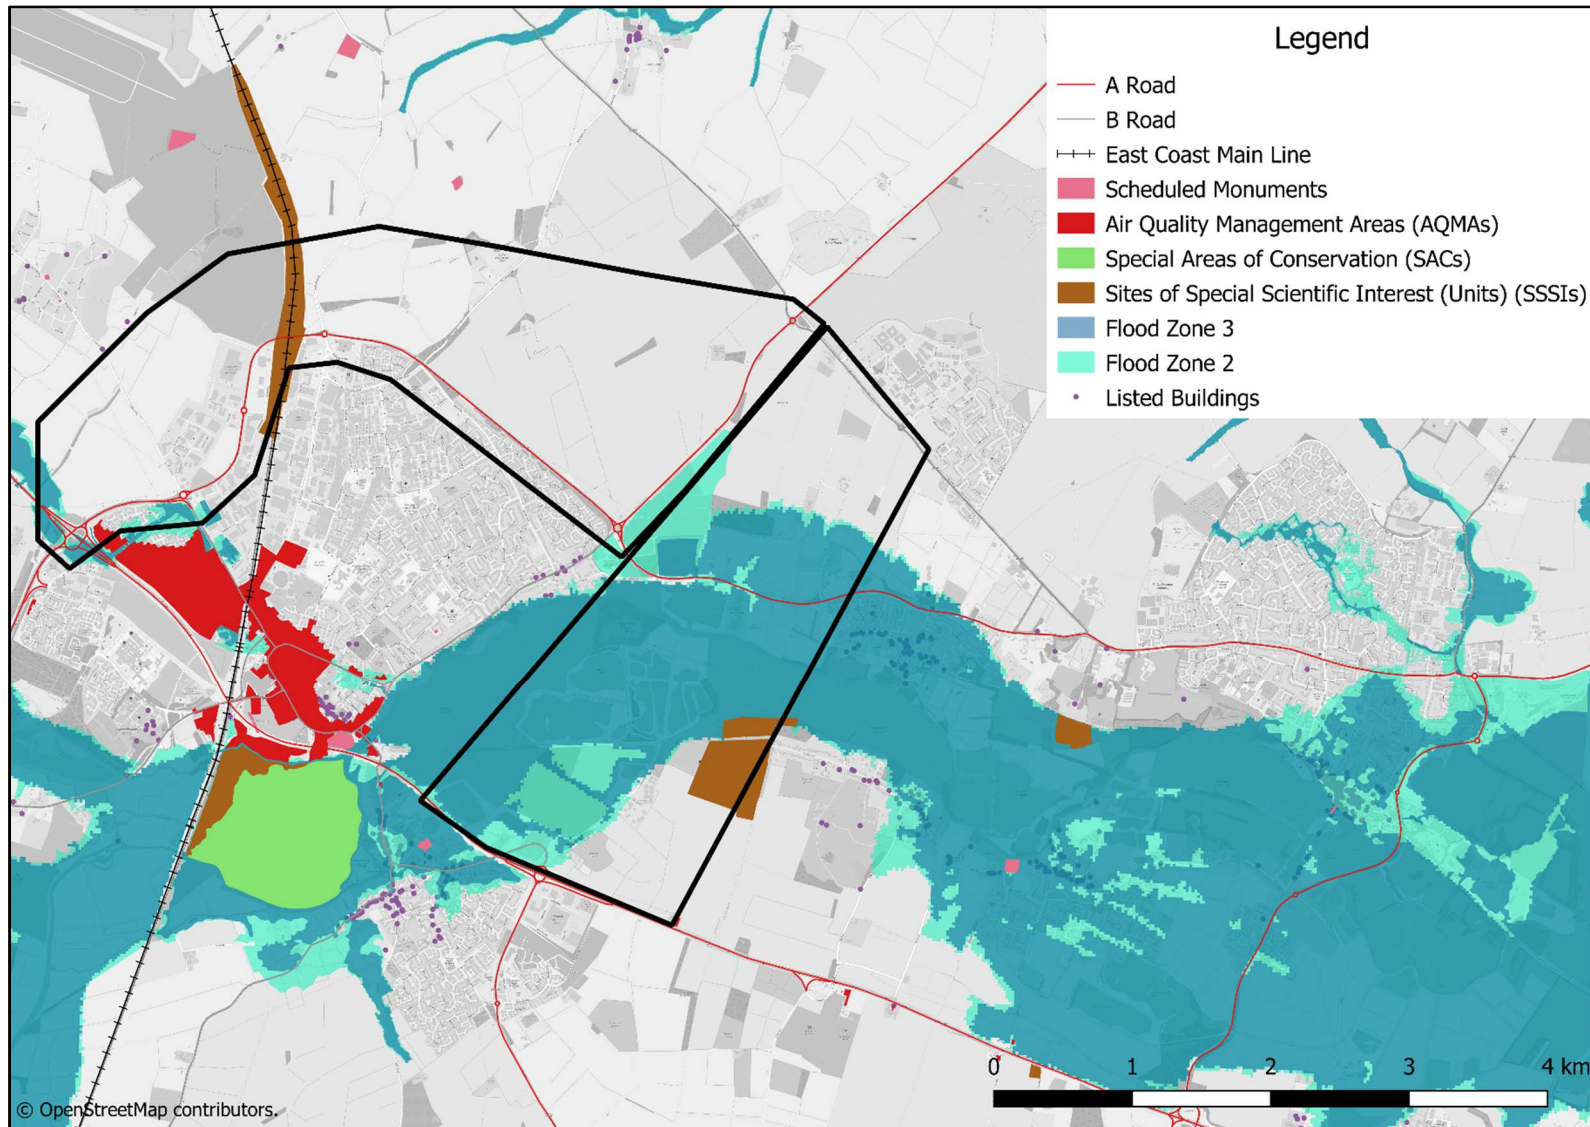 Legend
A Road
B Road
East Coast Main Line
Scheduled Monuments
Air Quality Management Areas (AQMAs)
Special Areas of Conservation (SACs)
Sites of Special Scientific Interest (Units) (SSSIs)
Flood Zone 3
Flood Zone 2
Listed Buildings
0 1 2 3 4 km
© OpenStreetMap contributors.